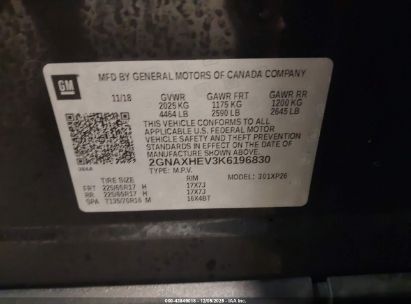 GM
MFD BY GENERAL MOTORS OF CANADA COMPANY
11/18 GVWR GAWR FRT GAWR RR
2025 KG 1175 KG 1200 KG
4464 LB 2590 LB 2645 LB
THIS VEHICLE CONFORMS TO ALL
APPLICABLE U.S. FEDERAL MOTOR
VEHICLE SAFETY AND THEFT PREVENTION
STANDARDS IN EFFECT ON THE DATE OF
MANUFACTURE SHOWN ABOVE.
2GNAXHEV3K6196830
TYPE: M.P.V.
TIRE SIZE RIM MODEL: 1XP26
FRT 225/65R17 H 17X7J
RR 225/65R17 H 17X7J
SPA T135/70R16 M 16X4BT